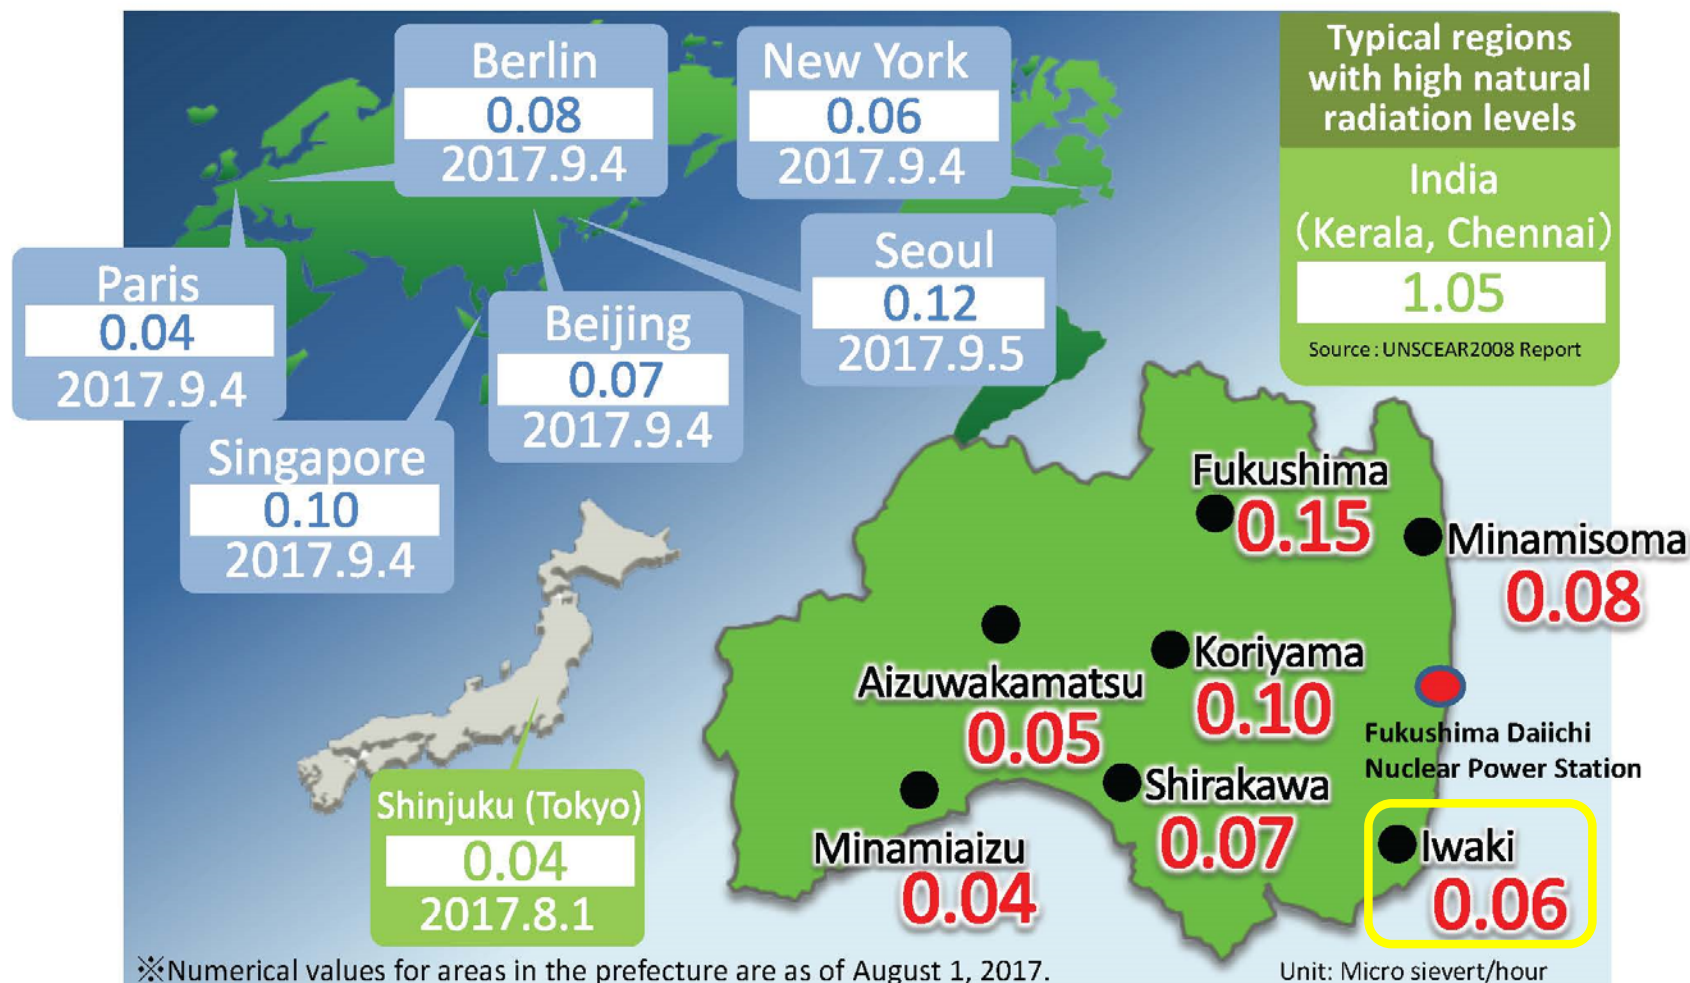 Berlin
0.08
2017.9.4
New York
0.06
2017.9.4
Typical regions
with high natural
radiation levels
India
(Kerala, Chennai)
1.05
Source : UNSCEAR2008 Report
Paris
0.04
2017.9.4
Beijing
0.07
2017.9.4
Seoul
0.12
2017.9.5
Singapore
0.10
2017.9.4
Fukushima
0.15
Minamisoma
0.08
Aizuwakamatsu
0.05
Koriyama
0.10
Fukushima Daiichi
Nuclear Power Station
Shinjuku (Tokyo)
0.04
2017.8.1
Minamiaizu
0.04
Shirakawa
0.07
Iwaki
0.06
※Numerical values for areas in the prefecture are as of August 1, 2017.
Unit: Micro sievert/hour